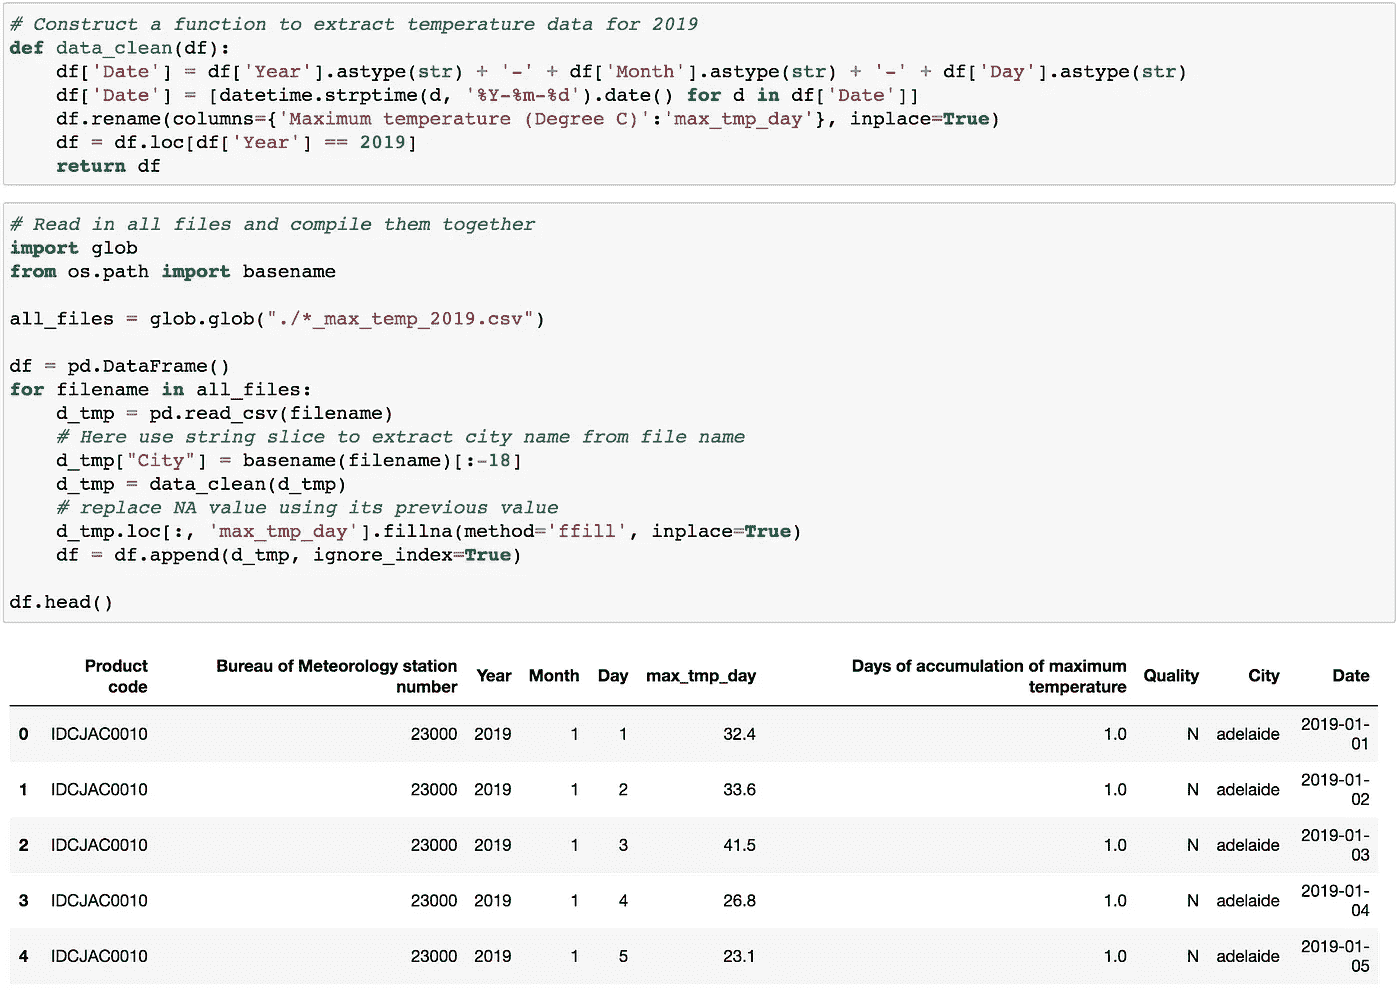 # Construct a function to extract temperature data for 2019
def data_clean(df):
    df['Date'] = df['Year'].astype(str) + '-' + df['Month'].astype(str) + '-' + df['Day'].astype(str)
    df['Date'] = [datetime.strptime(d, '%Y-%m-%d').date() for d in df['Date']]
    df.rename(columns={'Maximum temperature (Degree C)':'max_tmp_day'}, inplace=True)
    df = df.loc[df['Year'] == 2019]
    return df
# Read in all files and compile them together
import glob
from os.path import basename
all_files = glob.glob("./*_max_temp_2019.csv")
df = pd.DataFrame()
for filename in all_files:
    d_tmp = pd.read_csv(filename)
    # Here use string slice to extract city name from file name
    d_tmp["City"] = basename(filename)[:-18]
    d_tmp = data_clean(d_tmp)
    # replace NA value using its previous value
    d_tmp.loc[:, 'max_tmp_day'].fillna(method='ffill', inplace=True)
    df = df.append(d_tmp, ignore_index=True)
df.head()
Product code Bureau of Meteorology station number Year Month Day max_tmp_day Days of accumulation of maximum temperature Quality City Date
0 IDCJAC0010 23000 2019 1 1 32.4 1.0 N adelaide 2019-01-01
1 IDCJAC0010 23000 2019 1 2 33.6 1.0 N adelaide 2019-01-02
2 IDCJAC0010 23000 2019 1 3 41.5 1.0 N adelaide 2019-01-03
3 IDCJAC0010 23000 2019 1 4 26.8 1.0 N adelaide 2019-01-04
4 IDCJAC0010 23000 2019 1 5 23.1 1.0 N adelaide 2019-01-05